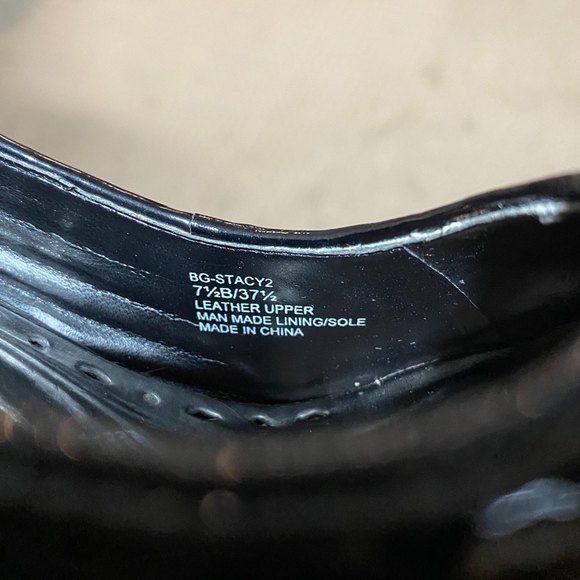 BG-STACY2
7½B/37½
LEATHER UPPER
MAN MADE LINING/SOLE
MADE IN CHINA